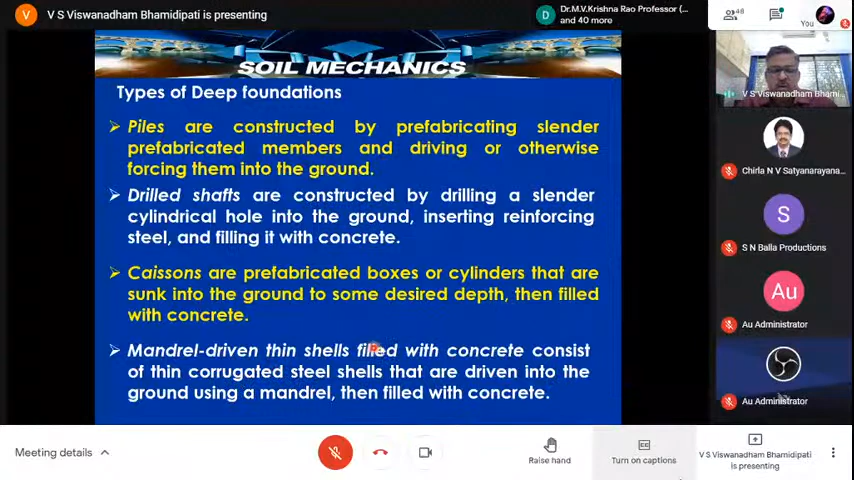 V S Viswanadham Bhamidipati is presenting
Dr.M.V.Krishna Rao Professor (...
and 40 more
48
You
SOIL MECHANICS
Types of Deep foundations
Piles are constructed by prefabricating slender
prefabricated members and driving or otherwise
forcing them into the ground.
Drilled shafts are constructed by drilling a slender
cylindrical hole into the ground, inserting reinforcing
steel, and filling it with concrete.
Caissons are prefabricated boxes or cylinders that are
sunk into the ground to some desired depth, then filled
with concrete.
Mandrel-driven thin shells filled with concrete consist
of thin corrugated steel shells that are driven into the
ground using a mandrel, then filled with concrete.
V S Viswanadham Bhami...
Chirla N V Satyanarayana...
S
S N Balla Productions
Au
Au Administrator
Au Administrator
V
D
Meeting details
Raise hand
Turn on captions
V S Viswanadham Bhamidipati
is presenting